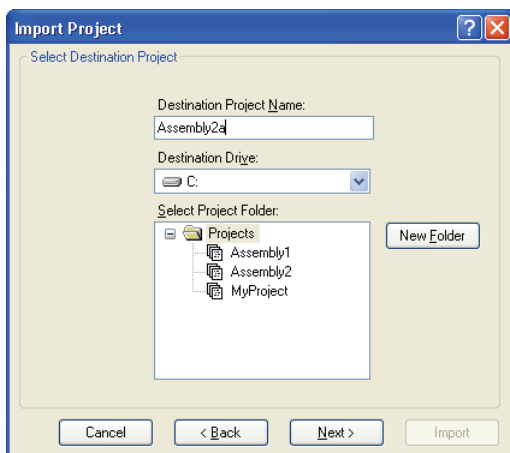 Import Project
Select Destination Project
Destination Project Name:
Assembly2a
Destination Drive:
C:
Select Project Folder:
Projects
New Folder
Assembly1
Assembly2
MyProject
Cancel
< Back
Next >
Import